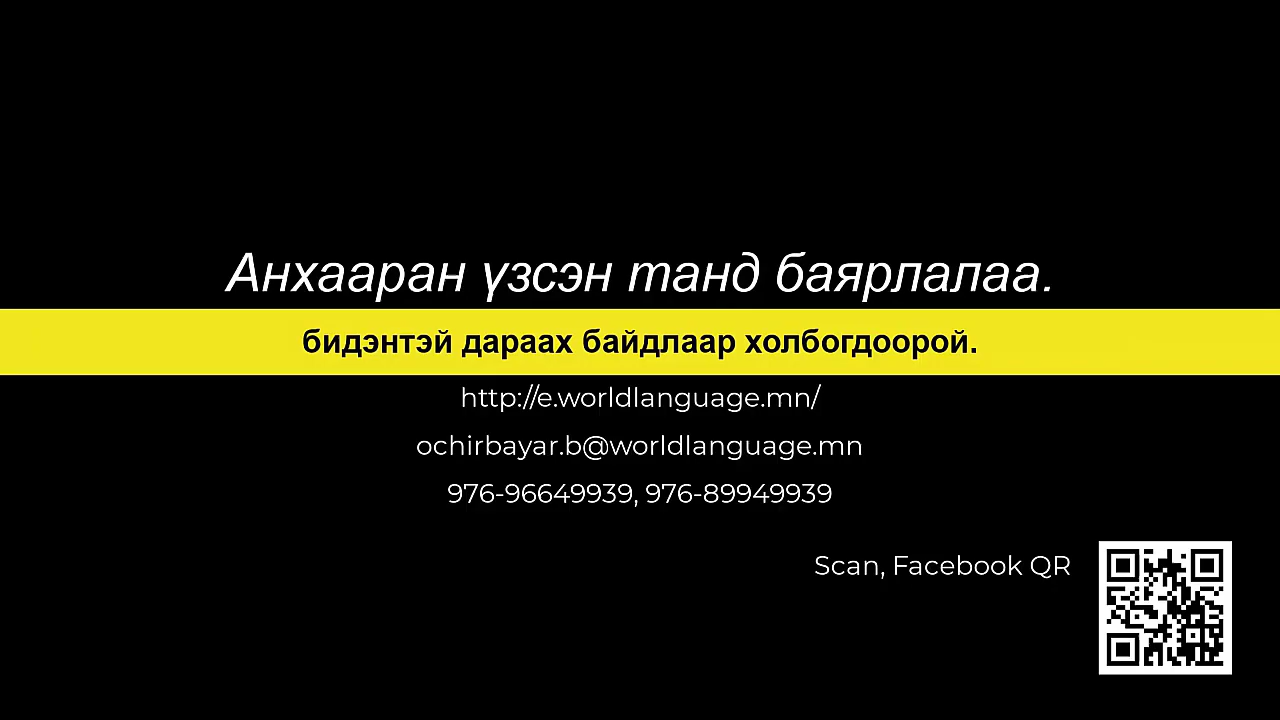 Анхааран үзсэн танд баярлалаа.
бидэнтэй дараах байдлаар холбогдоорой.
http://e.worldlanguage.mn/
ochirbayar.b@worldlanguage.mn
976-96649939, 976-89949939
Scan, Facebook QR